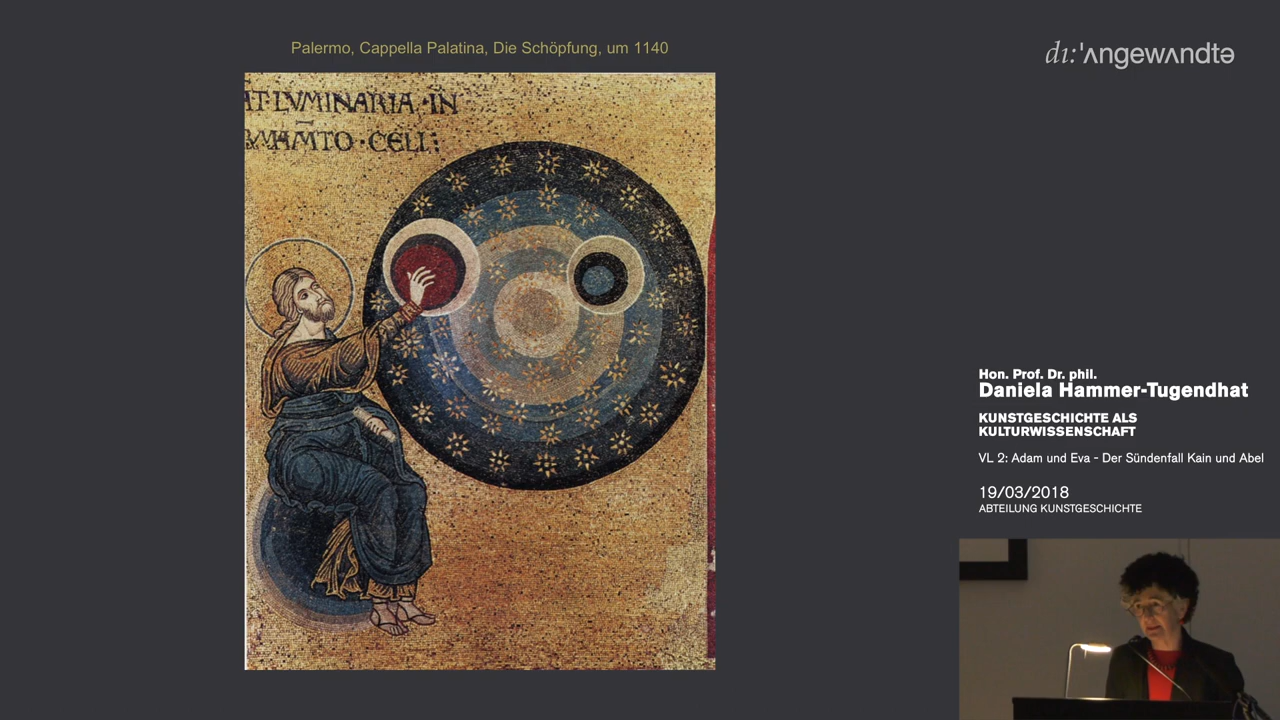 Palermo, Cappella Palatina, Die Schöpfung, um 1140
dı:ˈʌngewʌndtə
AT LVMINARIA · IN
MAMTO · CELI :
Hon. Prof. Dr. phil.
Daniela Hammer-Tugendhat
KUNSTGESCHICHTE ALS
KULTURWISSENSCHAFT
VL 2: Adam und Eva - Der Sündenfall Kain und Abel
19/03/2018
ABTEILUNG KUNSTGESCHICHTE